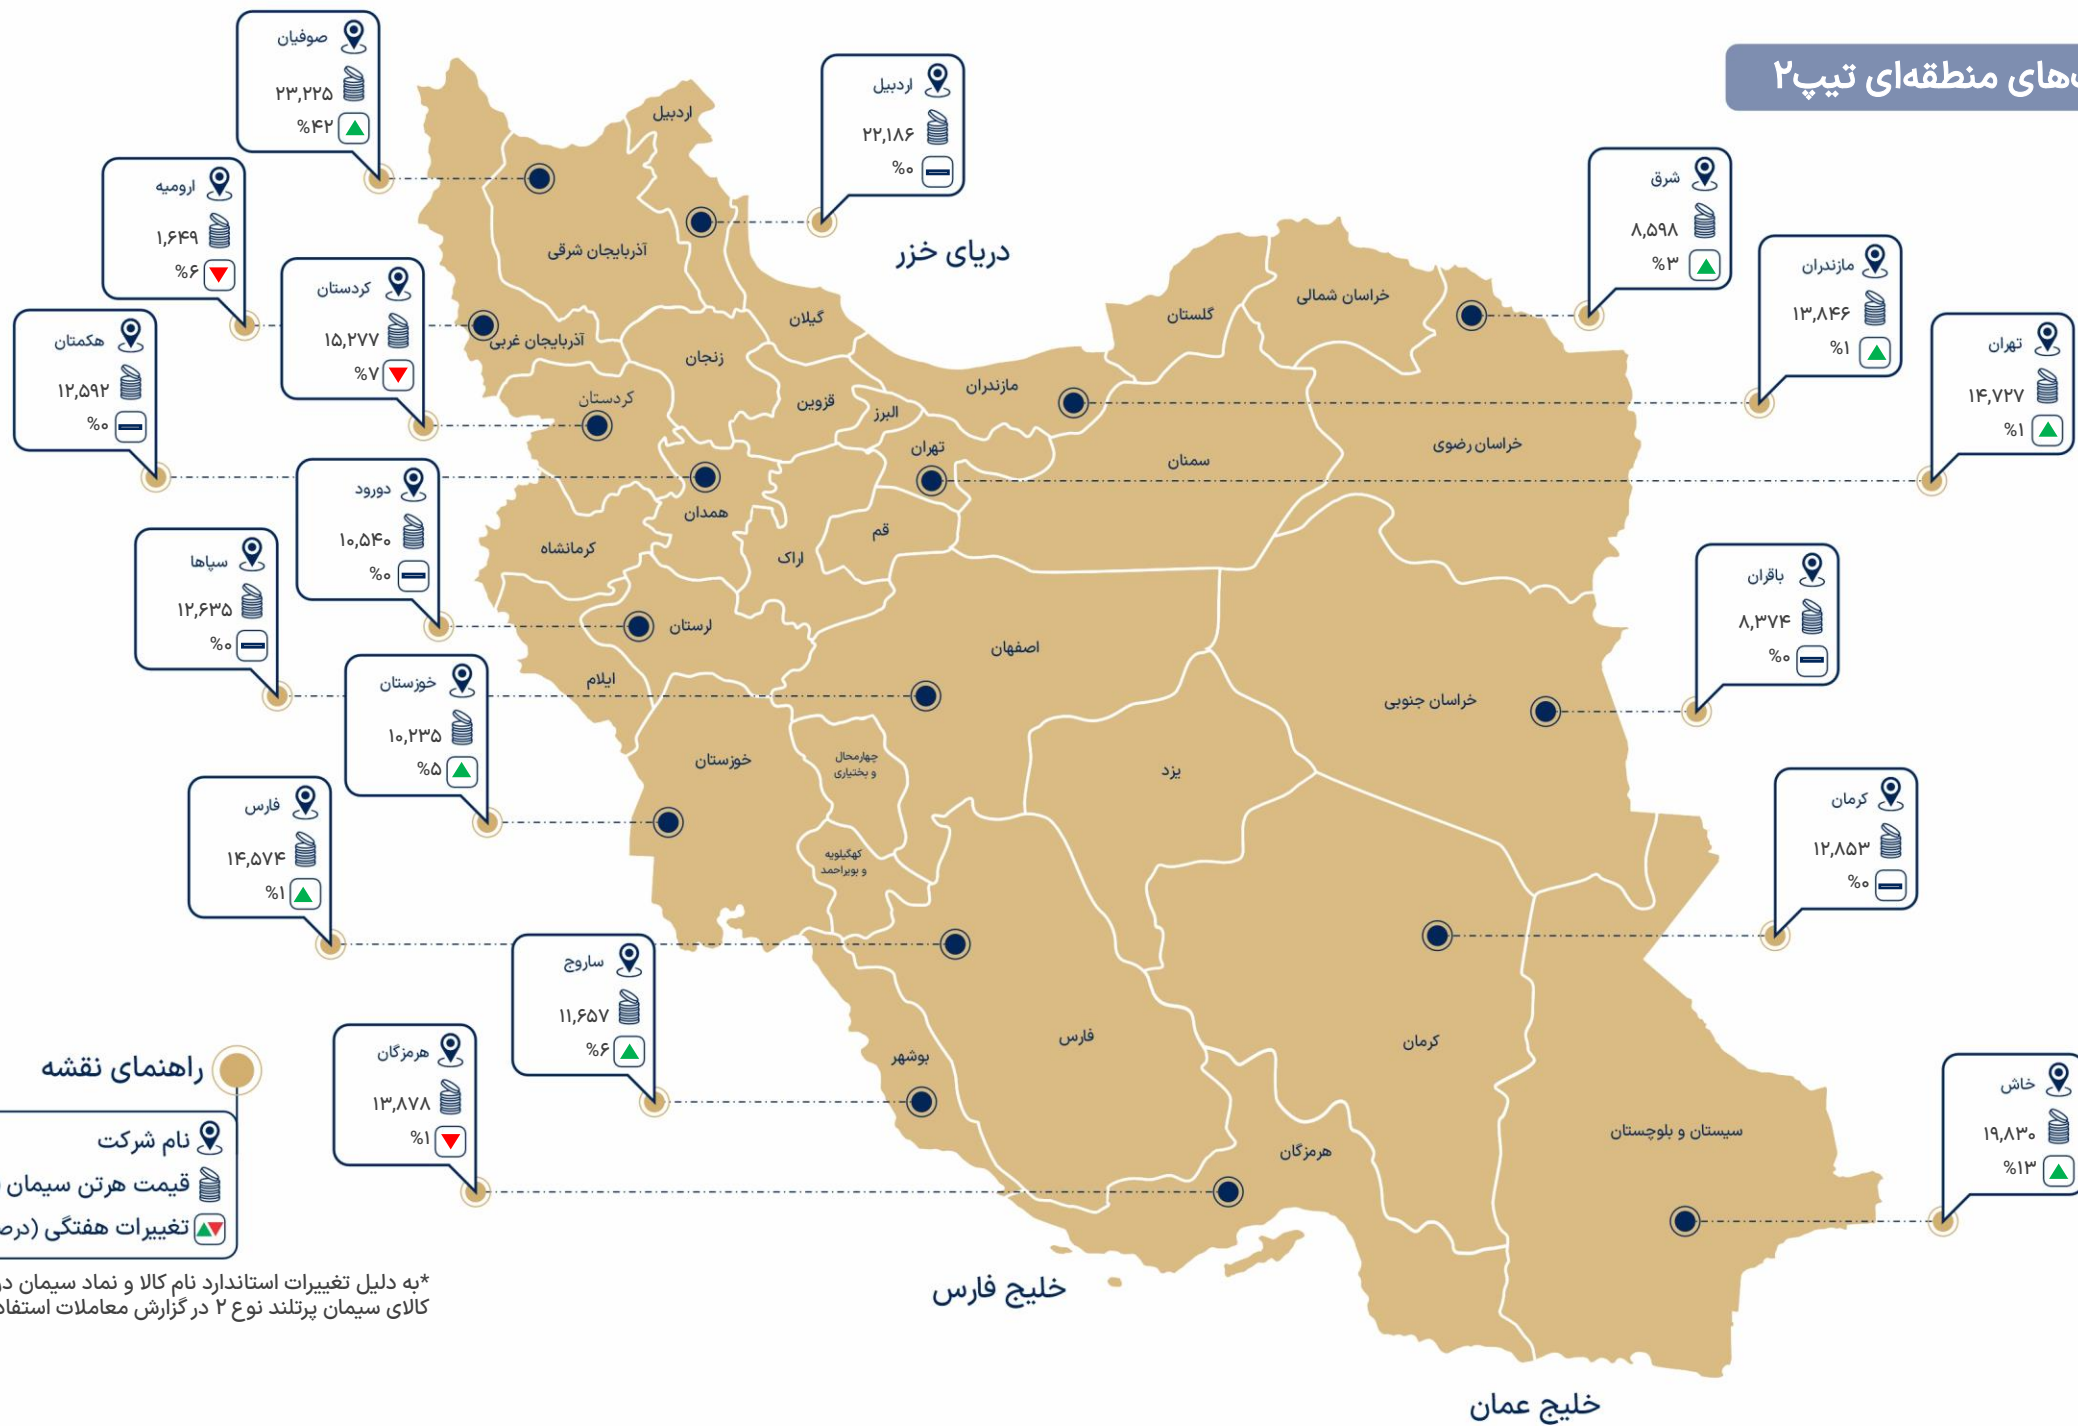 صوفیان
۲۳,۲۲۵
%۴۲
اردبیل
۲۲,۱۸۶
%۰
تیپ۲ منطقه‌ای
ارومیه
۱,۶۴۹
%۶
شرق
۸,۵۹۸
%۳
کردستان
۱۵,۲۷۷
%۷
مازندران
۱۳,۸۴۶
%۱
هکمتان
۱۲,۵۹۲
%۰
تهران
۱۴,۷۲۷
%۱
دورود
۱۰,۵۴۰
%۰
سپاها
۱۲,۶۳۵
%۰
باقران
۸,۳۷۴
%۰
خوزستان
۱۰,۲۳۵
%۵
فارس
۱۴,۵۷۴
%۱
کرمان
۱۲,۸۵۳
%۰
ساروج
۱۱,۶۵۷
%۶
هرمزگان
۱۳,۸۷۸
%۱
خاش
۱۹,۸۳۰
%۱۳
اردبیل
آذربایجان شرقی
دریای خزر
آذربایجان غربی
گیلان
گلستان
خراسان شمالی
زنجان
کردستان
قزوین
البرز
مازندران
تهران
سمنان
خراسان رضوی
همدان
قم
کرمانشاه
اراک
لرستان
اصفهان
ایلام
خراسان جنوبی
خوزستان
چهارمحال
و بختیاری
یزد
کهگیلویه
و بویراحمد
فارس
کرمان
بوشهر
هرمزگان
سیستان و بلوچستان
خلیج فارس
خلیج عمان
راهنمای نقشه
نام شرکت
قیمت هرتن سیمان
تغییرات هفتگی
*به دلیل تغییرات استاندارد نام کالا و نماد سیمان
کالای سیمان پرتلند نوع ۲ در گزارش معاملات